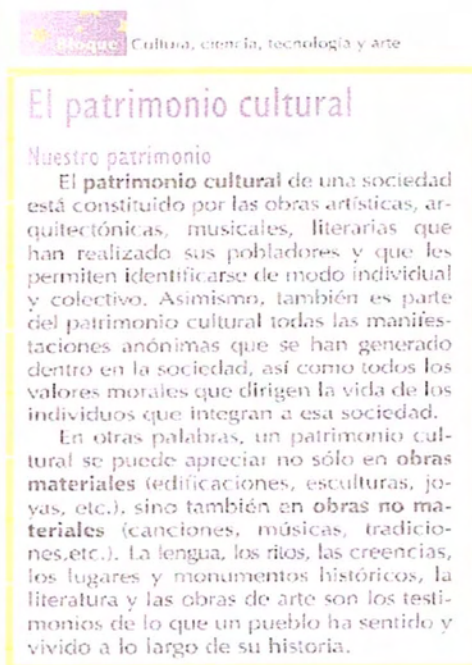 Bloque Cultura, ciencia, tecnología y arte
El patrimonio cultural
Nuestro patrimonio
El patrimonio cultural de una sociedad
está constituido por las obras artísticas, ar-
quitectónicas, musicales, literarias que
han realizado sus pobladores y que les
permiten identificarse de modo individual
y colectivo. Asimismo, también es parte
del patrimonio cultural todas las manifes-
taciones anónimas que se han generado
dentro en la sociedad, así como todos los
valores morales que dirigen la vida de los
individuos que integran a esa sociedad.
En otras palabras, un patrimonio cul-
tural se puede apreciar no sólo en obras
materiales (edificaciones, esculturas, jo-
yas, etc.), sino también en obras no ma-
teriales (canciones, músicas, tradicio-
nes,etc.). La lengua, los ritos, las creencias,
los lugares y monumentos históricos, la
literatura y las obras de arte son los testi-
monios de lo que un pueblo ha sentido y
vivido a lo largo de su historia.